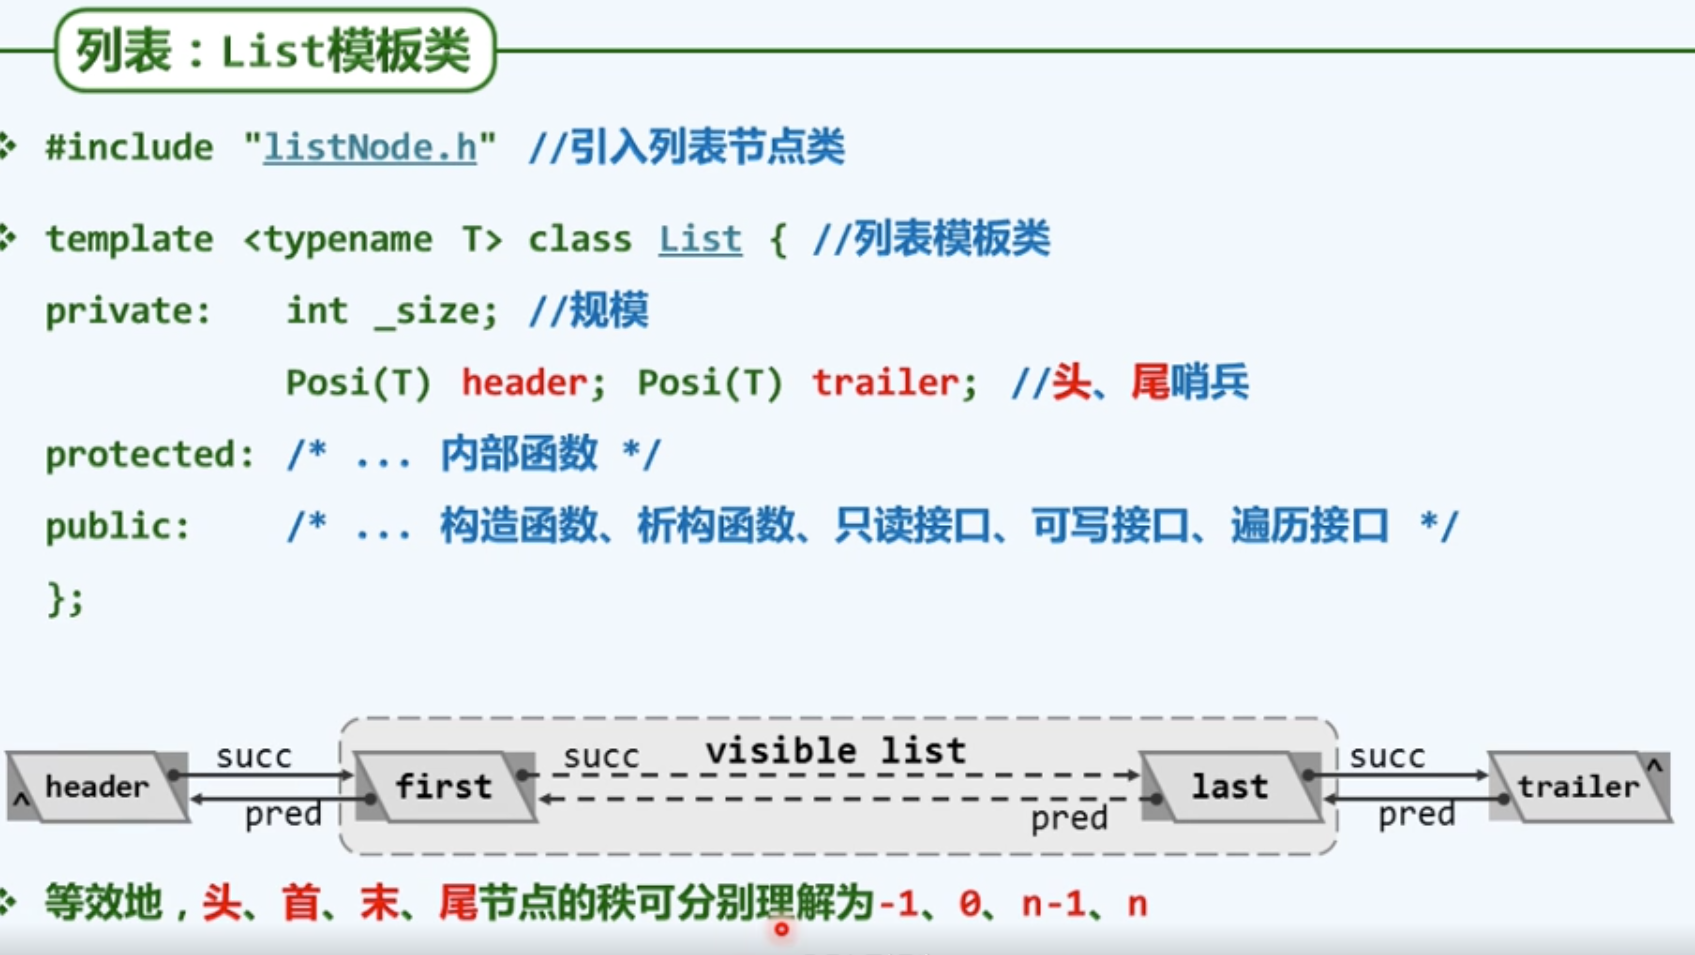 列表：List模板类
#include "listNode.h" //引入列表节点类
template <typename T> class List { //列表模板类
private: int _size; //规模
Posi(T) header; Posi(T) trailer; //头、尾哨兵
protected: /* ... 内部函数 */
public: /* ... 构造函数、析构函数、只读接口、可写接口、遍历接口 */
};
succ succ visible list succ
header first last trailer
^ ^
pred pred pred
等效地，头、首、末、尾节点的秩可分别理解为-1、0、n-1、n